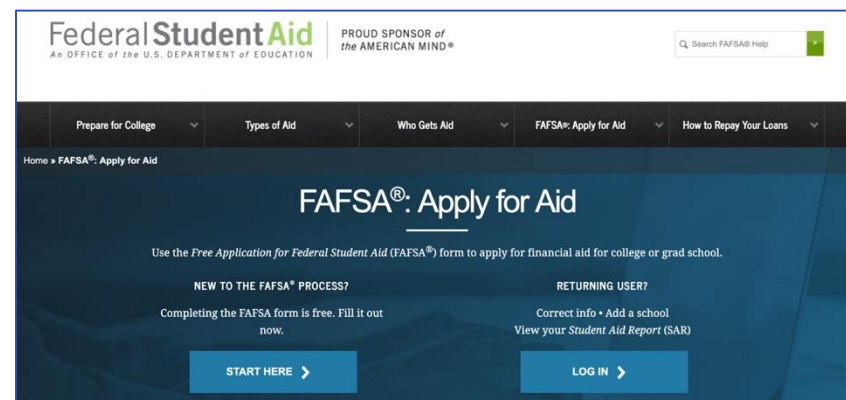 Federal Student Aid
An OFFICE of the U.S. DEPARTMENT of EDUCATION
PROUD SPONSOR of
the AMERICAN MIND®
Search FAFSA® Help
>
Prepare for College
Types of Aid
Who Gets Aid
FAFSA®: Apply for Aid
How to Repay Your Loans
Home » FAFSA®: Apply for Aid
FAFSA®: Apply for Aid
Use the Free Application for Federal Student Aid (FAFSA®) form to apply for financial aid for college or grad school.
NEW TO THE FAFSA® PROCESS?
Completing the FAFSA form is free. Fill it out
now.
START HERE ❯
RETURNING USER?
Correct info • Add a school
View your Student Aid Report (SAR)
LOG IN ❯